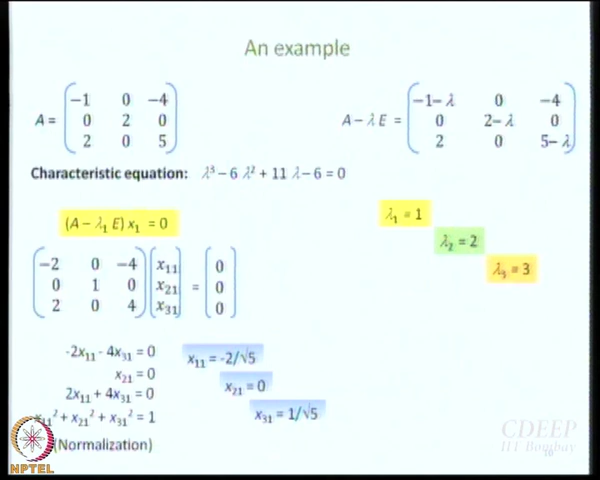 An example
A = ( −1 0 −4
0 2 0
2 0 5 )
A − λ E = ( −1− λ 0 −4
0 2− λ 0
2 0 5− λ )
Characteristic equation: λ³ − 6 λ² + 11 λ − 6 = 0
(A − λ₁ E) x₁ = 0
λ₁ = 1
λ₂ = 2
λ₃ = 3
( −2 0 −4 ) ( x₁₁ ) = ( 0 )
( 0 1 0 ) ( x₂₁ ) ( 0 )
( 2 0 4 ) ( x₃₁ ) ( 0 )
-2x₁₁ - 4x₃₁ = 0
x₂₁ = 0
2x₁₁ + 4x₃₁ = 0
x₁₁² + x₂₁² + x₃₁² = 1
(Normalization)
x₁₁ = -2/√5
x₂₁ = 0
x₃₁ = 1/√5
NPTEL
CDEEP
IIT Bombay
16